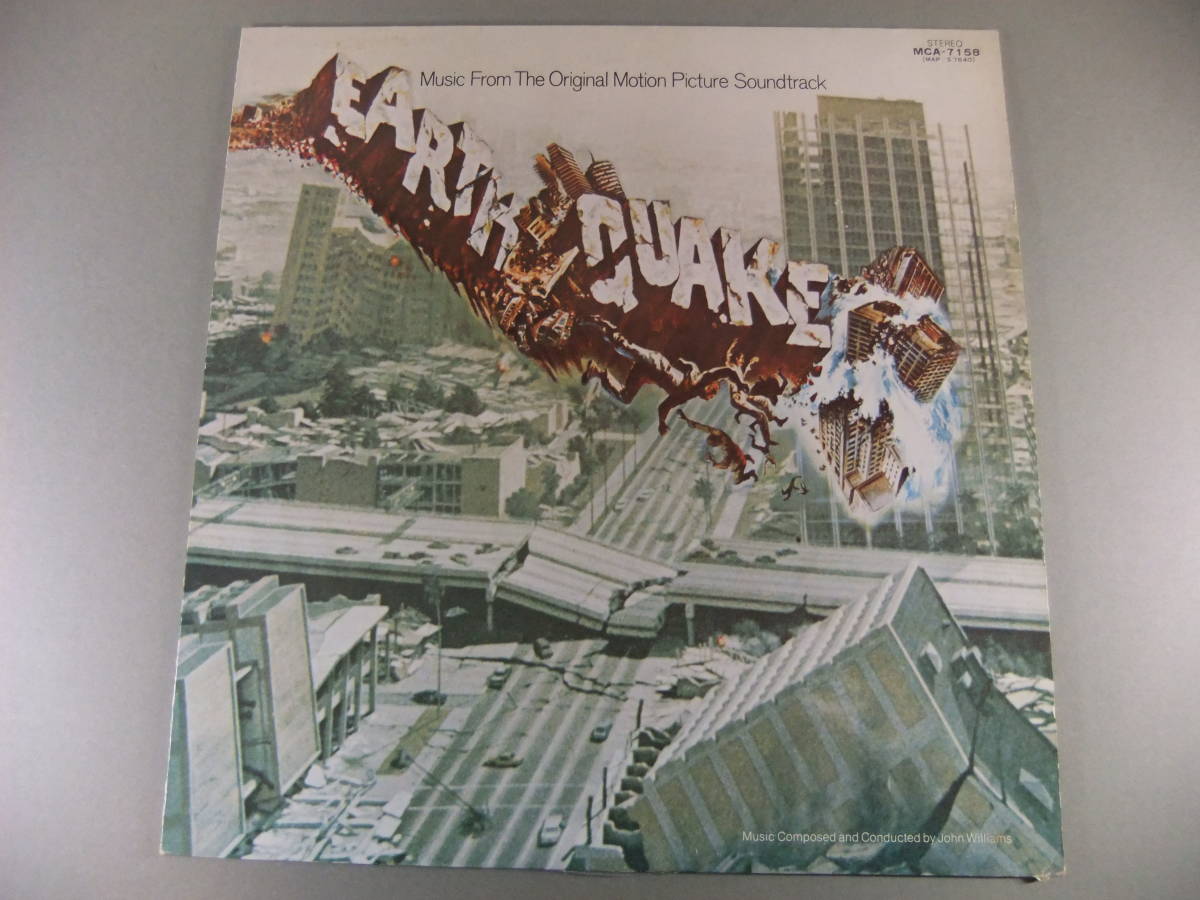 STEREO
MCA-7158
(MAP · S 7640)
Music From The Original Motion Picture Soundtrack
EARTHQUAKE
Music Composed and Conducted by John Williams